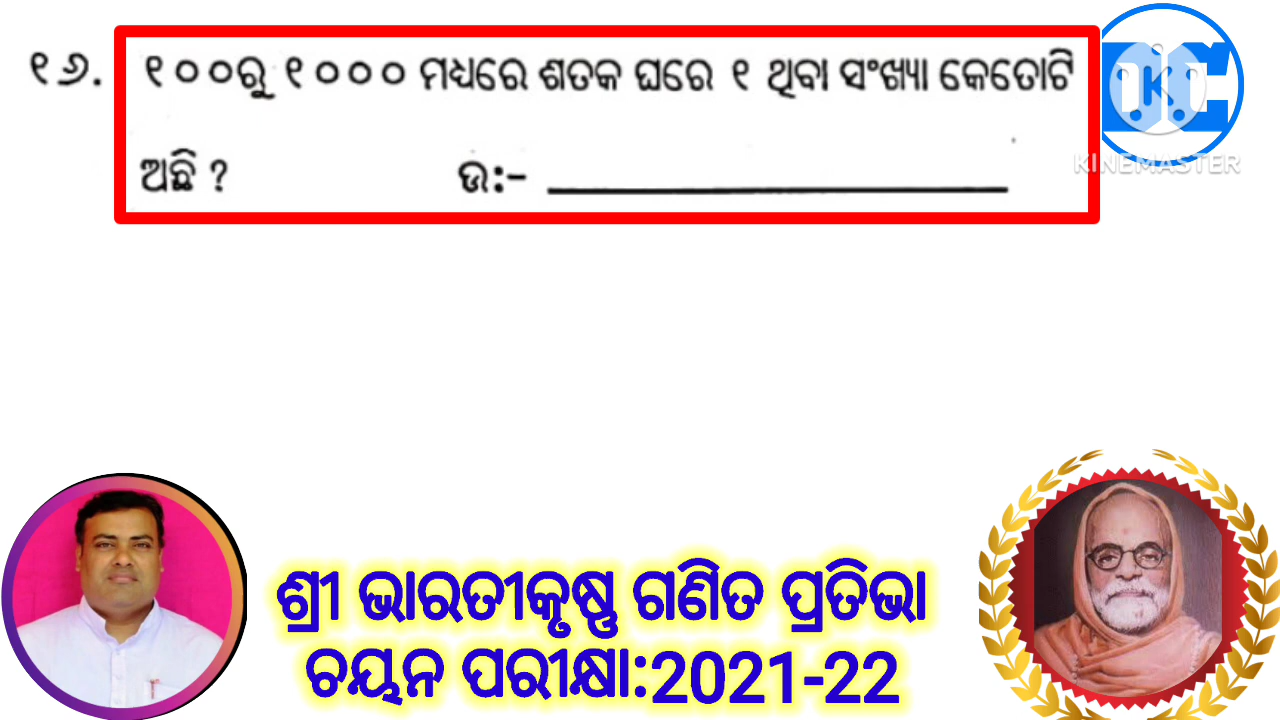 ୧୬. ୧୦୦ରୁ ୧୦୦୦ ମଧ୍ୟରେ ଶତକ ଘରେ ୧ ଥିବା ସଂଖ୍ୟା କେତୋଟି
ଅଛି ? ଉ:-
KINEMASTER
ଶ୍ରୀ ଭାରତୀକୃଷ୍ଣ ଗଣିତ ପ୍ରତିଭା
ଚୟନ ପରୀକ୍ଷା:2021-22